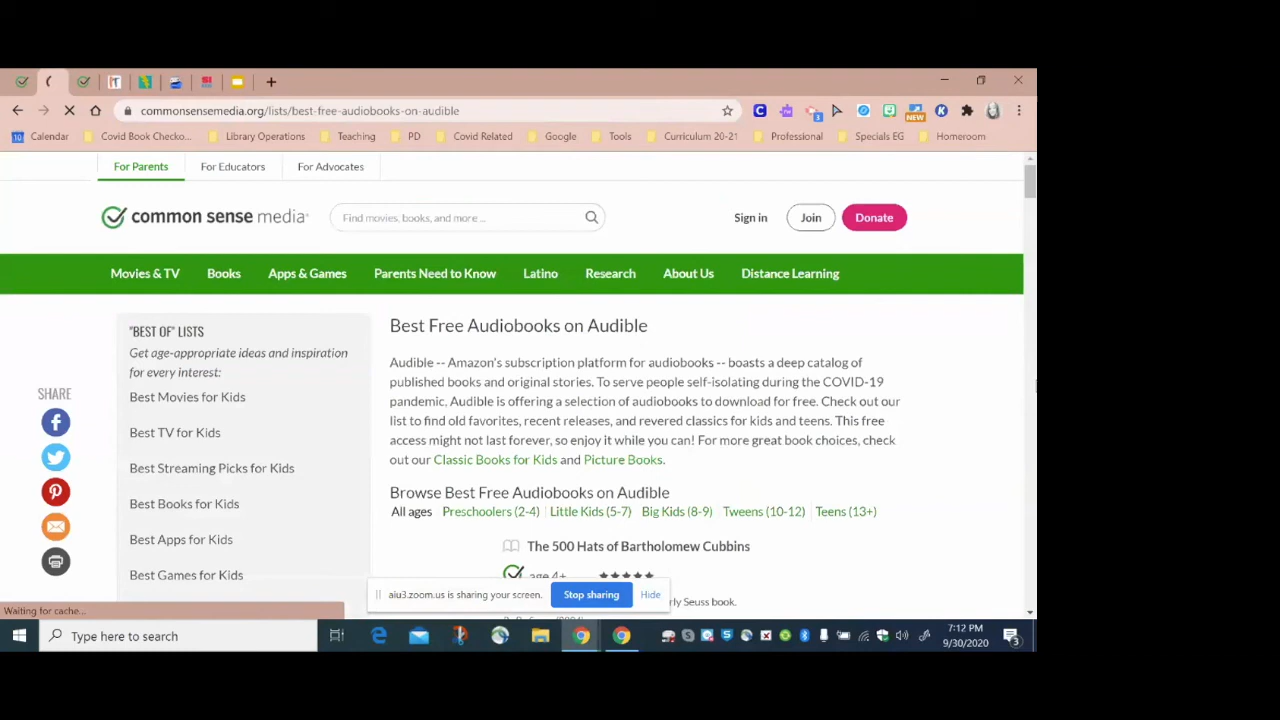 commonsensemedia.org/lists/best-free-audiobooks-on-audible
NEW
3
10 Calendar
Covid Book Checko...
Library Operations
Teaching
PD
Covid Related
Google
Tools
Curriculum 20-21
Professional
Specials EG
Homeroom
For Parents
For Educators
For Advocates
common sense media
Find movies, books, and more ...
Sign in
Join
Donate
Movies & TV
Books
Apps & Games
Parents Need to Know
Latino
Research
About Us
Distance Learning
"BEST OF" LISTS
Get age-appropriate ideas and inspiration
for every interest:
Best Movies for Kids
Best TV for Kids
Best Streaming Picks for Kids
Best Books for Kids
Best Apps for Kids
Best Games for Kids
SHARE
Best Free Audiobooks on Audible
Audible -- Amazon's subscription platform for audiobooks -- boasts a deep catalog of
published books and original stories. To serve people self-isolating during the COVID-19
pandemic, Audible is offering a selection of audiobooks to download for free. Check out our
list to find old favorites, recent releases, and revered classics for kids and teens. This free
access might not last forever, so enjoy it while you can! For more great book choices, check
out our Classic Books for Kids and Picture Books.
Browse Best Free Audiobooks on Audible
All ages Preschoolers (2-4) Little Kids (5-7) Big Kids (8-9) Tweens (10-12) Teens (13+)
The 500 Hats of Bartholomew Cubbins
age 4+
rly Seuss book.
aiu3.zoom.us is sharing your screen. Stop sharing Hide
Waiting for cache...
Type here to search
7:12 PM
9/30/2020
3